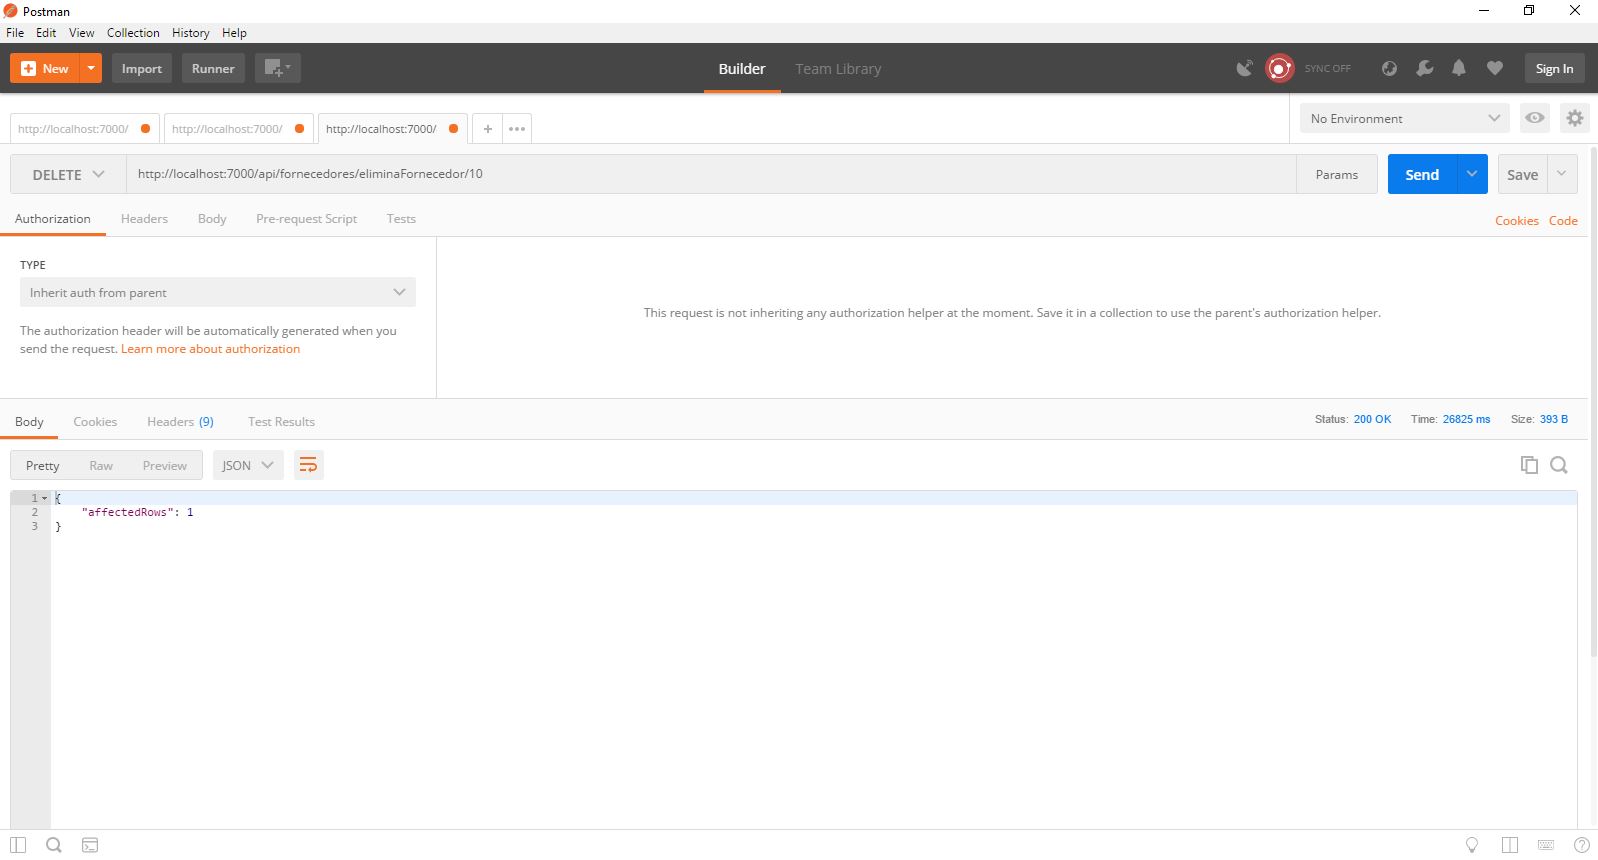 Postman
File Edit View Collection History Help
New Import Runner Builder Team Library SYNC OFF Sign In
http://localhost:7000/ http://localhost:7000/ http://localhost:7000/ + ••• No Environment
DELETE http://localhost:7000/api/fornecedores/eliminaFornecedor/10 Params Send Save
Authorization Headers Body Pre-request Script Tests Cookies Code
TYPE
Inherit auth from parent
The authorization header will be automatically generated when you
send the request. Learn more about authorization
This request is not inheriting any authorization helper at the moment. Save it in a collection to use the parent's authorization helper.
Body Cookies Headers (9) Test Results Status: 200 OK Time: 26825 ms Size: 393 B
Pretty Raw Preview JSON
1 {
2 "affectedRows": 1
3 }